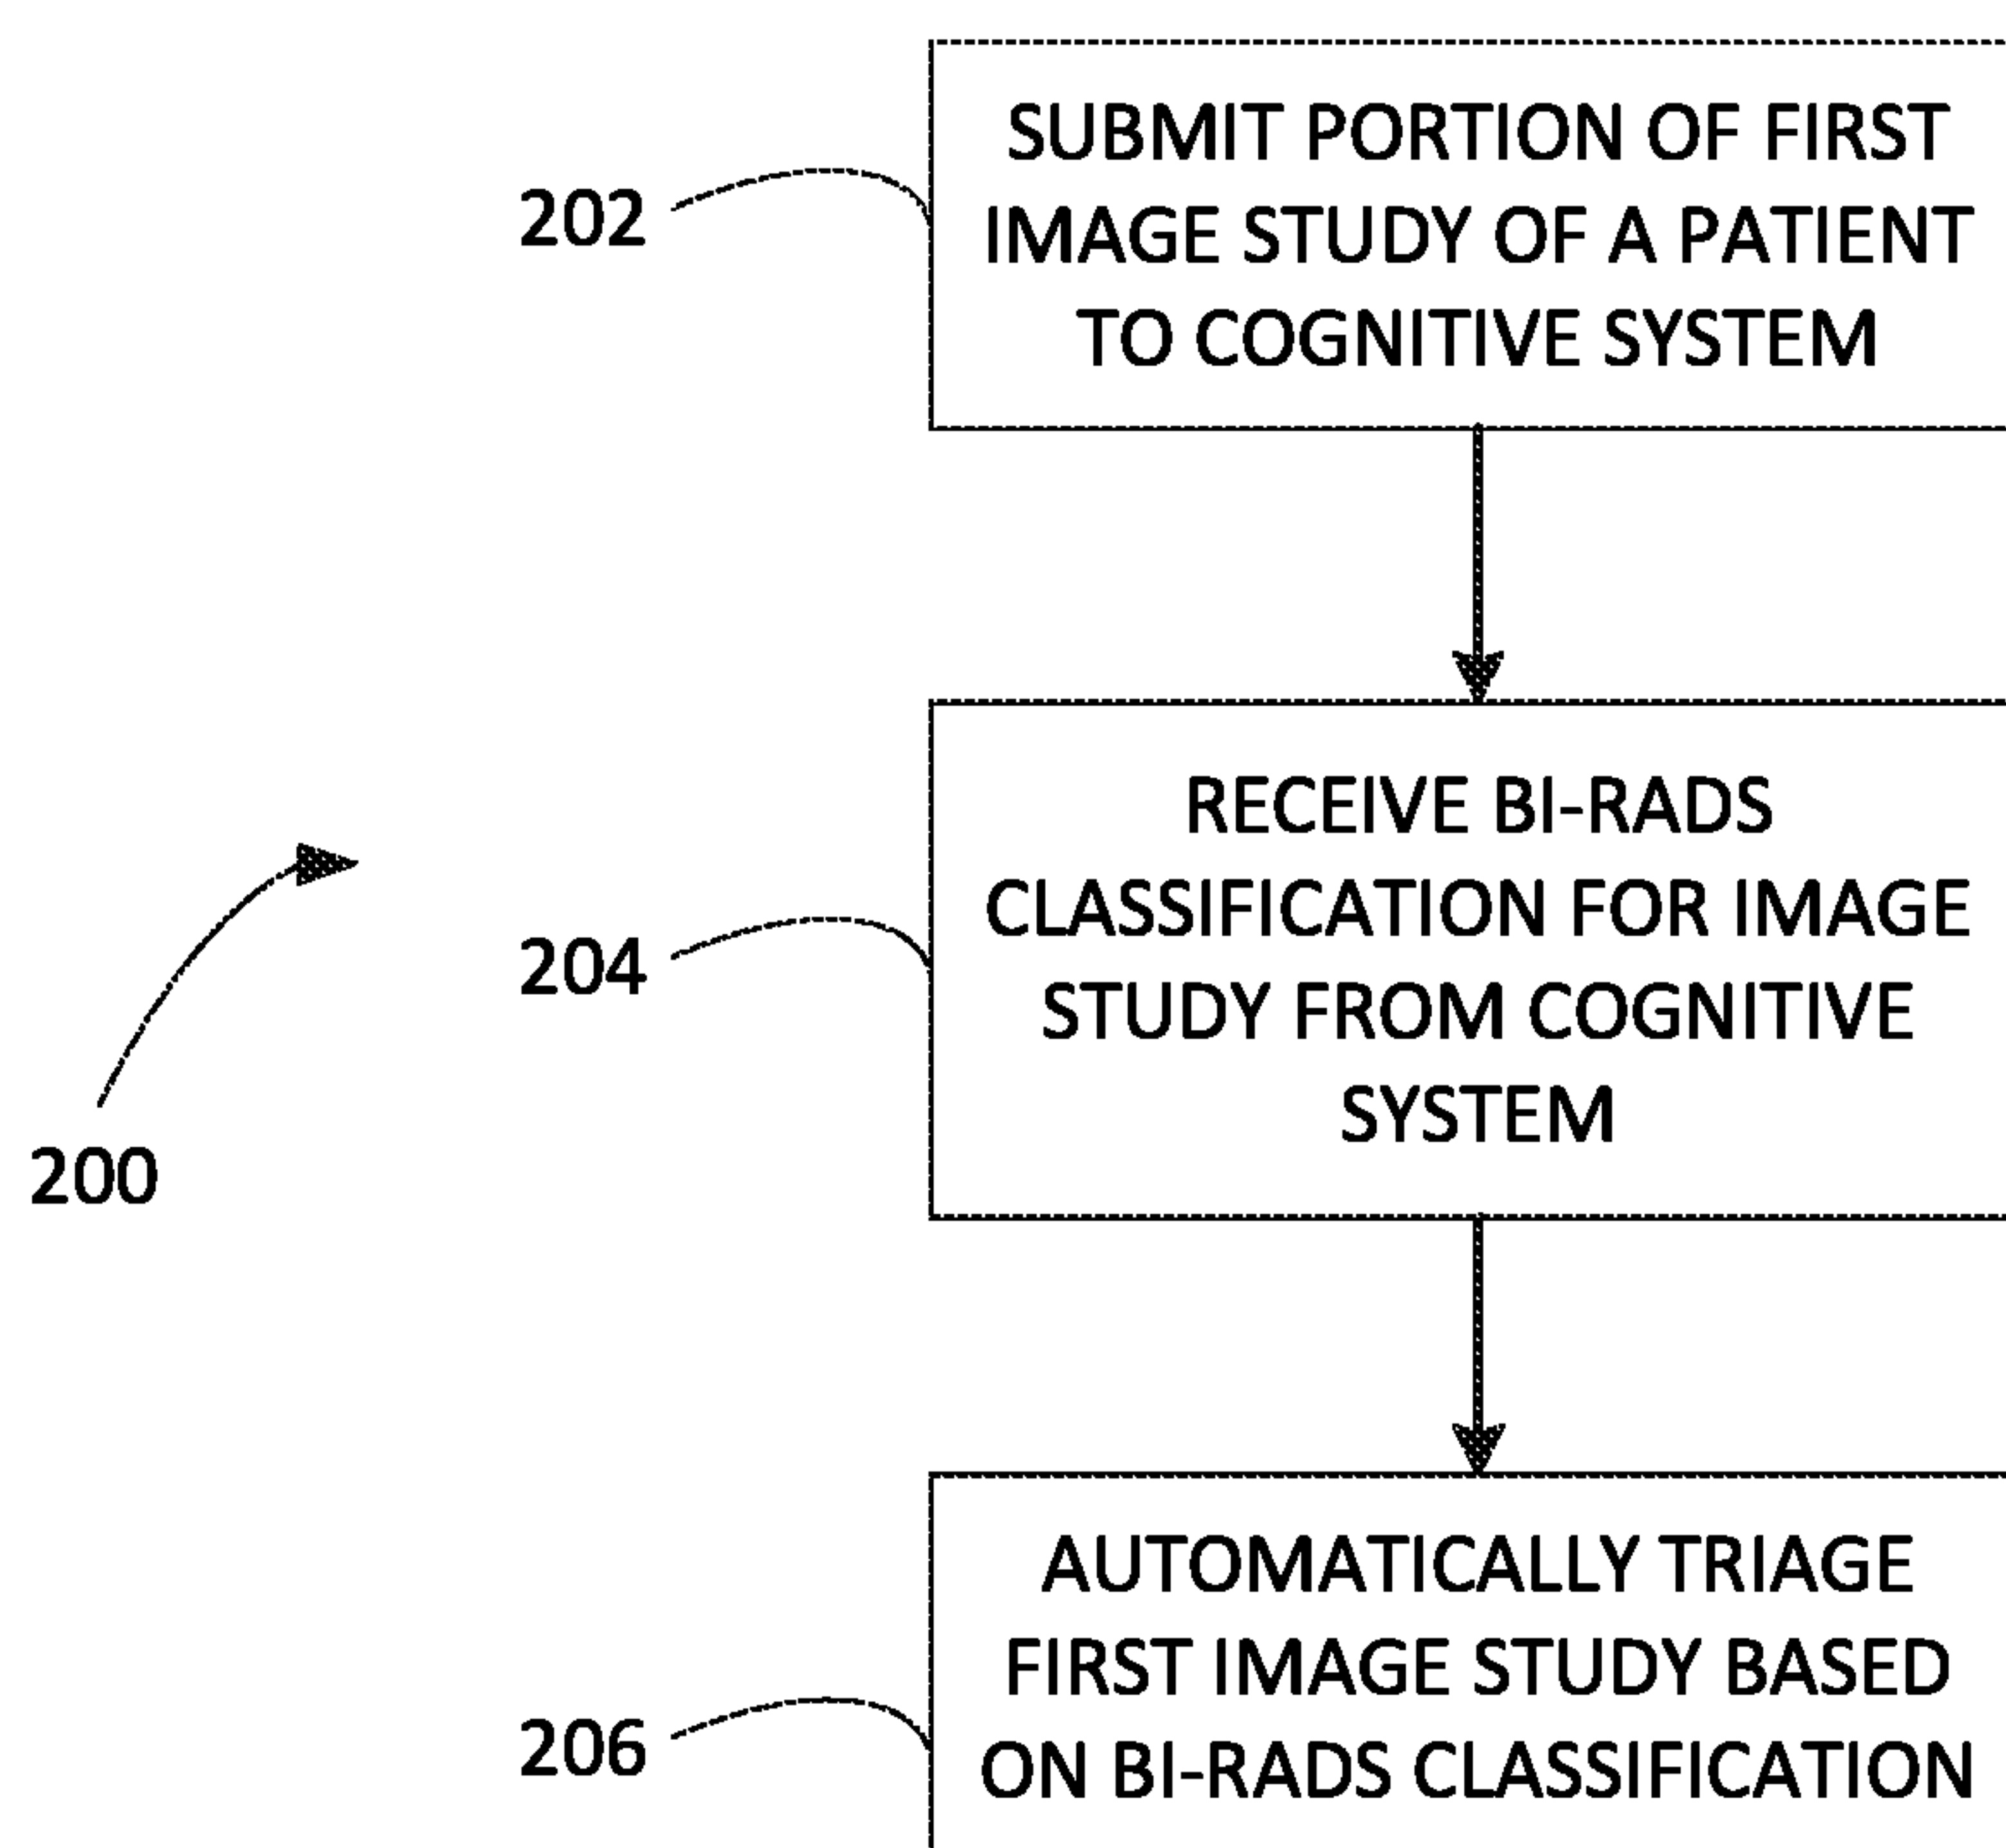 SUBMIT PORTION OF FIRST
IMAGE STUDY OF A PATIENT
TO COGNITIVE SYSTEM
202
RECEIVE BI-RADS
CLASSIFICATION FOR IMAGE
STUDY FROM COGNITIVE
SYSTEM
204
200
AUTOMATICALLY TRIAGE
FIRST IMAGE STUDY BASED
ON BI-RADS CLASSIFICATION
206